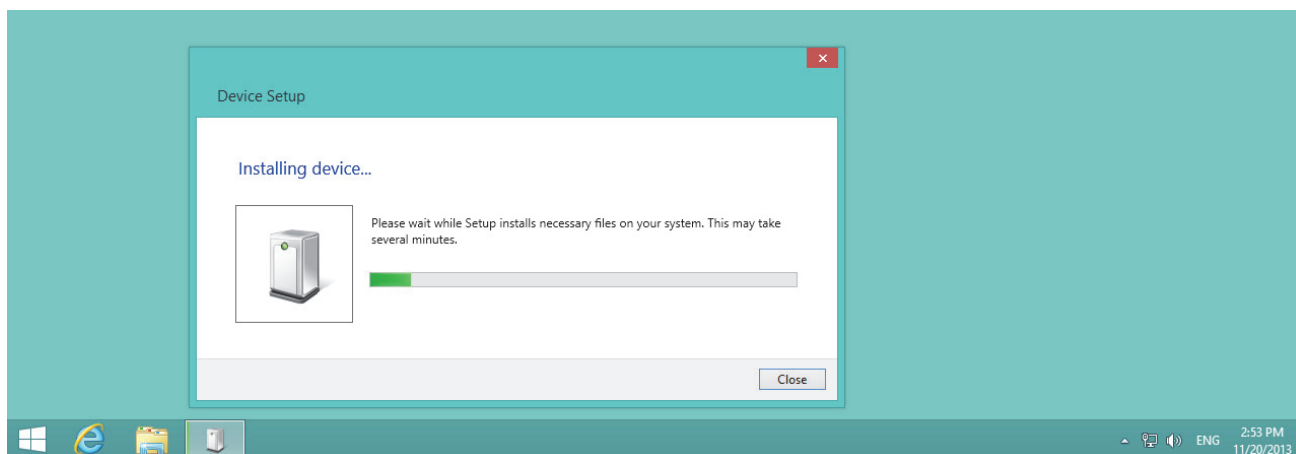 Device Setup
Installing device...
Please wait while Setup installs necessary files on your system. This may take
several minutes.
Close
ENG
2:53 PM
11/20/2013